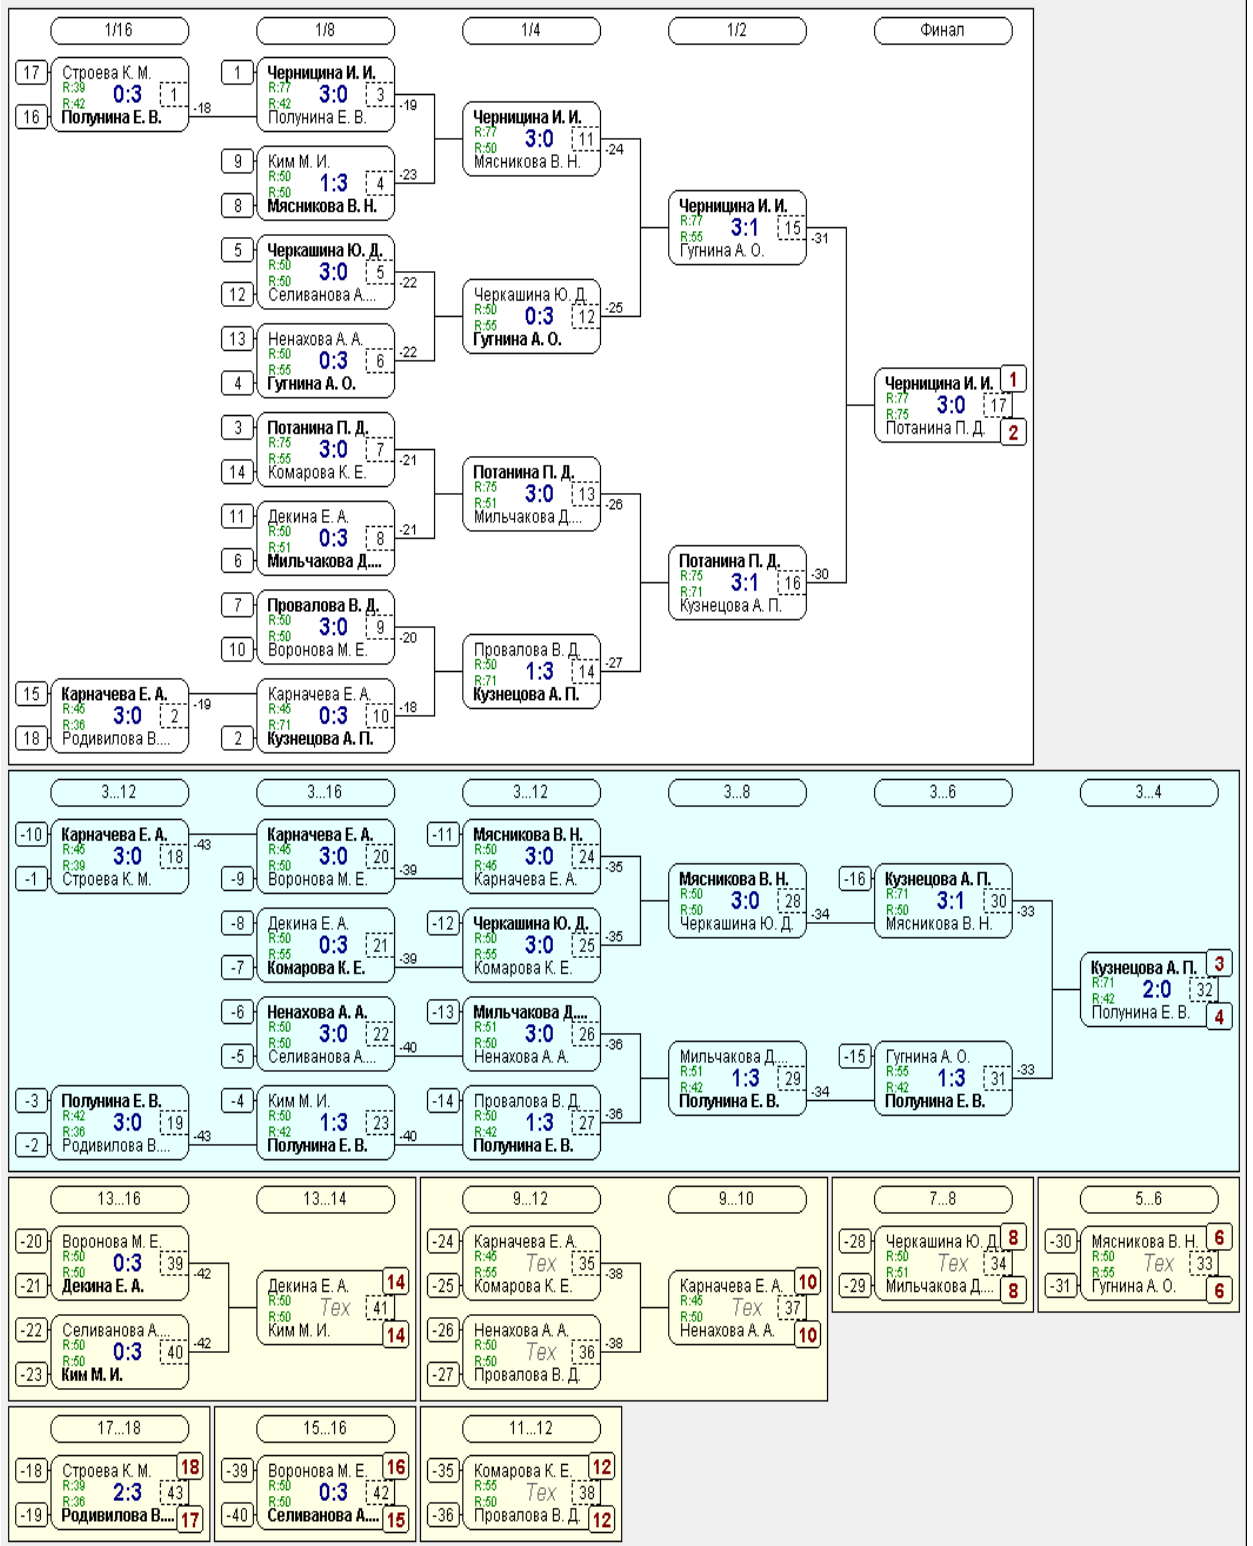 1/16 1/8 1/4 1/2 Финал
17 Строева К. М. R:39 0:3 1 R:42 16 Полунина Е. В. -18
1 Черницина И. И. R:77 3:0 3 R:42 Полунина Е. В. -19
9 Ким М. И. R:50 1:3 4 R:50 8 Мясникова В. Н. -23
5 Черкашина Ю. Д. R:50 3:0 5 R:50 12 Селиванова А.... -22
13 Ненахова А. А. R:50 0:3 6 R:55 4 Гугнина А. О. -22
3 Потанина П. Д. R:75 3:0 7 R:55 14 Комарова К. Е. -21
11 Декина Е. А. R:50 0:3 8 R:51 6 Мильчакова Д.... -21
7 Провалова В. Д. R:50 3:0 9 R:50 10 Воронова М. Е. -20
15 Карначева Е. А. R:45 3:0 2 R:36 18 Родивилова В.... -19
Карначева Е. А. R:45 0:3 10 R:71 2 Кузнецова А. П. -18
Черницина И. И. R:77 3:0 11 R:50 Мясникова В. Н. -24
Черкашина Ю. Д. R:50 0:3 12 R:55 Гугнина А. О. -25
Потанина П. Д. R:75 3:0 13 R:51 Мильчакова Д.... -26
Провалова В. Д. R:50 1:3 14 R:71 Кузнецова А. П. -27
Черницина И. И. R:77 3:1 15 R:55 Гугнина А. О. -31
Потанина П. Д. R:75 3:1 16 R:71 Кузнецова А. П. -30
Черницина И. И. 1 R:77 3:0 17 R:75 Потанина П. Д. 2
3...12 3...16 3...12 3...8 3...6 3...4
-10 Карначева Е. А. R:45 3:0 18 R:39 -1 Строева К. М. -43
-3 Полунина Е. В. R:42 3:0 19 R:36 -2 Родивилова В.... -43
Карначева Е. А. R:45 3:0 20 R:50 -9 Воронова М. Е. -39
-8 Декина Е. А. R:50 0:3 21 R:55 -7 Комарова К. Е. -39
-6 Ненахова А. А. R:50 3:0 22 R:50 -5 Селиванова А.... -40
-4 Ким М. И. R:50 1:3 23 R:42 Полунина Е. В. -40
-11 Мясникова В. Н. R:50 3:0 24 R:45 Карначева Е. А. -35
-12 Черкашина Ю. Д. R:50 3:0 25 R:55 Комарова К. Е. -35
-13 Мильчакова Д.... R:51 3:0 26 R:50 Ненахова А. А. -36
-14 Провалова В. Д. R:50 1:3 27 R:42 Полунина Е. В. -36
Мясникова В. Н. R:50 3:0 28 R:50 Черкашина Ю. Д. -34
Мильчакова Д.... R:51 1:3 29 R:42 Полунина Е. В. -34
-16 Кузнецова А. П. R:71 3:1 30 R:50 Мясникова В. Н. -33
-15 Гугнина А. О. R:55 1:3 31 R:42 Полунина Е. В. -33
Кузнецова А. П. 3 R:71 2:0 32 R:42 Полунина Е. В. 4
13...16 13...14 9...12 9...10 7...8 5...6
-20 Воронова М. Е. R:50 0:3 39 R:50 -21 Декина Е. А. -42
-22 Селиванова А.... R:50 0:3 40 R:50 -23 Ким М. И. -42
Декина Е. А. 14 R:50 Тех 41 R:50 Ким М. И. 14
-24 Карначева Е. А. R:45 Тех 35 R:55 -25 Комарова К. Е. -38
-26 Ненахова А. А. R:50 Тех 36 R:50 -27 Провалова В. Д. -38
Карначева Е. А. 10 R:45 Тех 37 R:50 Ненахова А. А. 10
-28 Черкашина Ю. Д. 8 R:50 Тех 34 R:51 -29 Мильчакова Д.... 8
-30 Мясникова В. Н. 6 R:50 Тех 33 R:55 -31 Гугнина А. О. 6
17...18 15...16 11...12
-18 Строева К. М. 18 R:39 2:3 43 R:36 -19 Родивилова В.... 17
-39 Воронова М. Е. 16 R:50 0:3 42 R:50 -40 Селиванова А.... 15
-35 Комарова К. Е. 12 R:55 Тех 38 R:50 -36 Провалова В. Д. 12